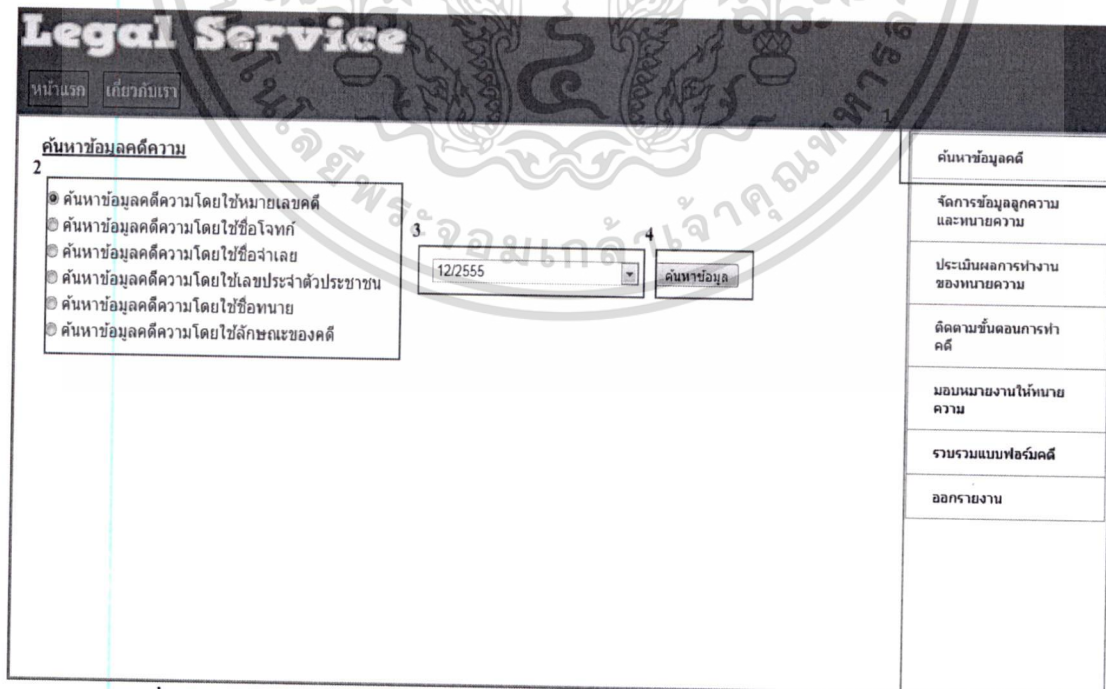 Legal Service
หน้าแรก เกี่ยวกับเรา
1
ค้นหาข้อมูลคดีความ
2
ค้นหาข้อมูลคดีความโดยใช้หมายเลขคดี
ค้นหาข้อมูลคดีความโดยใช้ชื่อโจทก์
ค้นหาข้อมูลคดีความโดยใช้ชื่อจำเลย
ค้นหาข้อมูลคดีความโดยใช้เลขประจำตัวประชาชน
ค้นหาข้อมูลคดีความโดยใช้ชื่อทนาย
ค้นหาข้อมูลคดีความโดยใช้ลักษณะของคดี
3
12/2555
4
ค้นหาข้อมูล
ค้นหาข้อมูลคดี
จัดการข้อมูลลูกความ
และทนายความ
ประเมินผลการทำงาน
ของทนายความ
ติดตามขั้นตอนการทำ
คดี
มอบหมายงานให้ทนาย
ความ
รวบรวมแบบฟอร์มคดี
ออกรายงาน